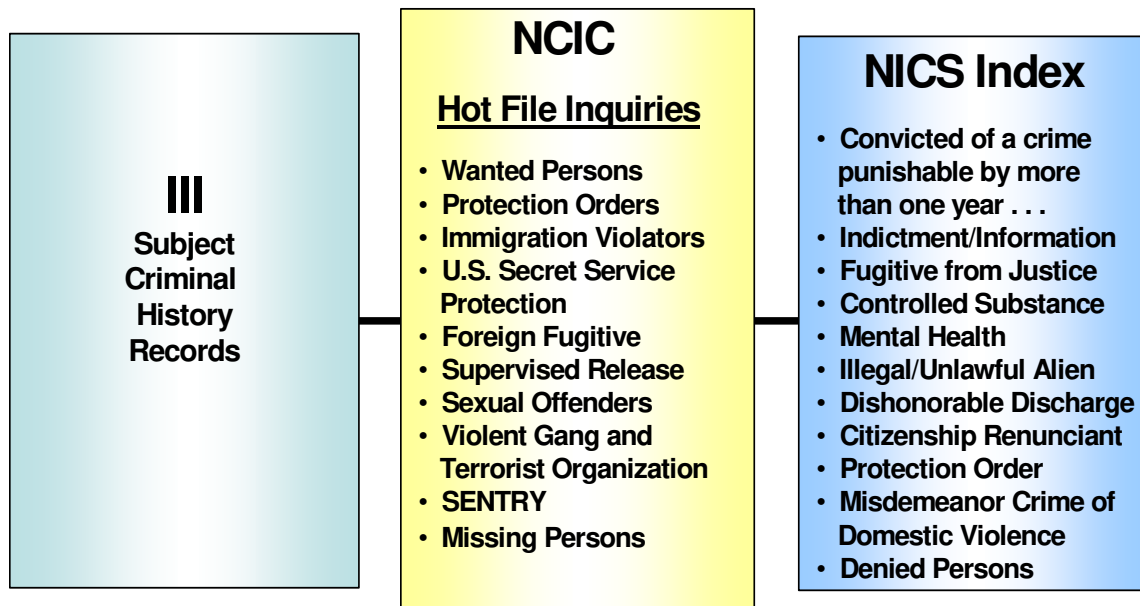 III
Subject
Criminal
History
Records
NCIC
Hot File Inquiries
• Wanted Persons
• Protection Orders
• Immigration Violators
• U.S. Secret Service
Protection
• Foreign Fugitive
• Supervised Release
• Sexual Offenders
• Violent Gang and
Terrorist Organization
• SENTRY
• Missing Persons
NICS Index
• Convicted of a crime
punishable by more
than one year . . .
• Indictment/Information
• Fugitive from Justice
• Controlled Substance
• Mental Health
• Illegal/Unlawful Alien
• Dishonorable Discharge
• Citizenship Renunciant
• Protection Order
• Misdemeanor Crime of
Domestic Violence
• Denied Persons